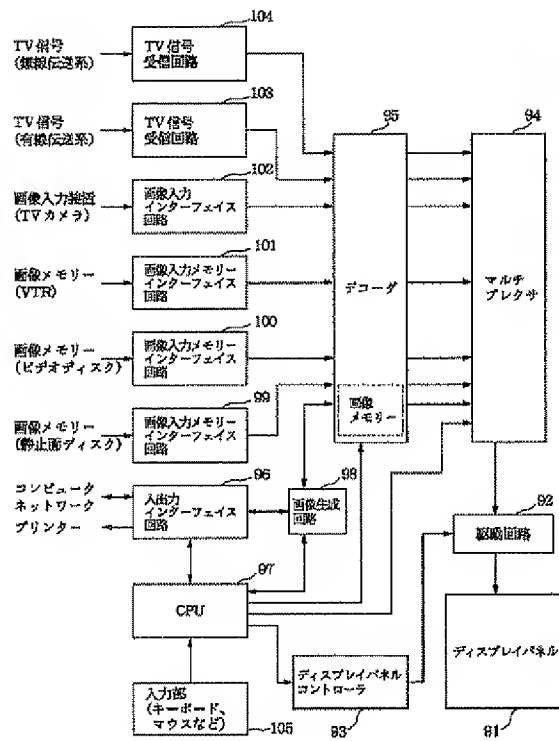 104
TV信号
(無線伝送系)
TV信号
受信回路
103
TV信号
(有線伝送系)
TV信号
受信回路
95
94
102
画像入力装置
(TVカメラ)
画像入力
インターフェイス
回路
101
画像メモリー
(VTR)
画像入力メモリー
インターフェイス
回路
デコーダ
マルチ
プレクサ
100
画像メモリー
(ビデオディスク)
画像入力メモリー
インターフェイス
回路
99
画像
メモリー
画像メモリー
(静止画ディスク)
画像入力メモリー
インターフェイス
回路
96
98
コンピュータ
ネットワーク
プリンター
入出力
インターフェイス
回路
画像生成
回路
92
駆動回路
97
CPU
ディスプレイパネル
ディスプレイパネル
コントローラ
入力部
(キーボード、
マウスなど)
105
93
91